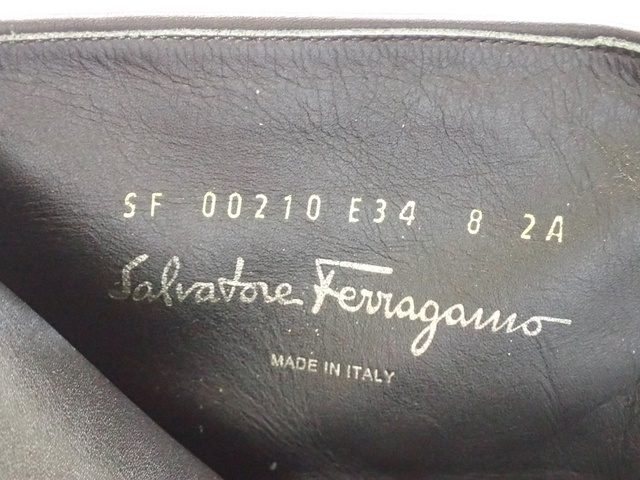 SF 00210 E34 8 2A
Salvatore Ferragamo
MADE IN ITALY